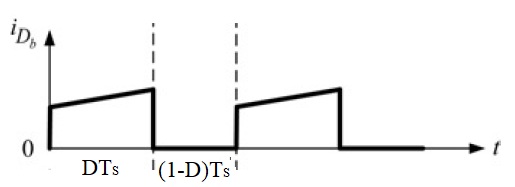 i_{D_b}
0
t
DTs
(1-D)Ts